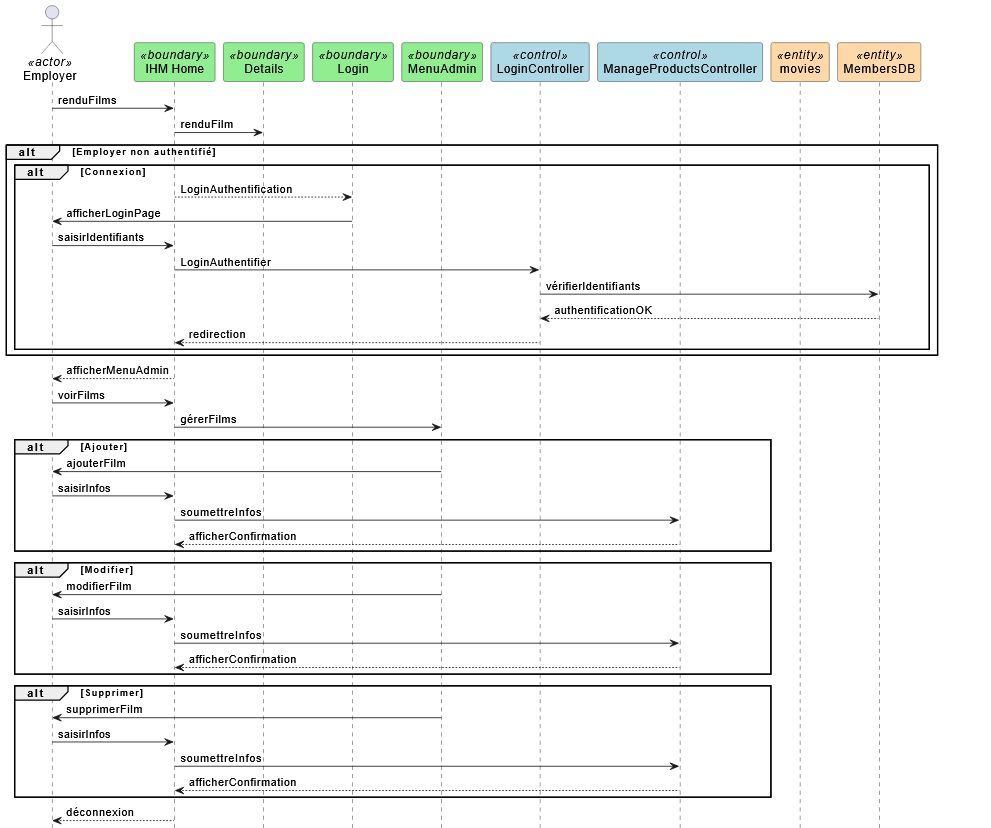 «actor»
Employer
«boundary»
IHM Home
«boundary»
Details
«boundary»
Login
«boundary»
MenuAdmin
«control»
LoginController
«control»
ManageProductsController
«entity»
movies
«entity»
MembersDB
renduFilms
renduFilm
alt [Employer non authentifié]
alt [Connexion]
LoginAuthentification
afficherLoginPage
saisirIdentifiants
LoginAuthentifier
vérifierIdentifiants
authentificationOK
redirection
afficherMenuAdmin
voirFilms
gérerFilms
alt [Ajouter]
ajouterFilm
saisirInfos
soumettreInfos
afficherConfirmation
alt [Modifier]
modifierFilm
saisirInfos
soumettreInfos
afficherConfirmation
alt [Supprimer]
supprimerFilm
saisirInfos
soumettreInfos
afficherConfirmation
déconnexion